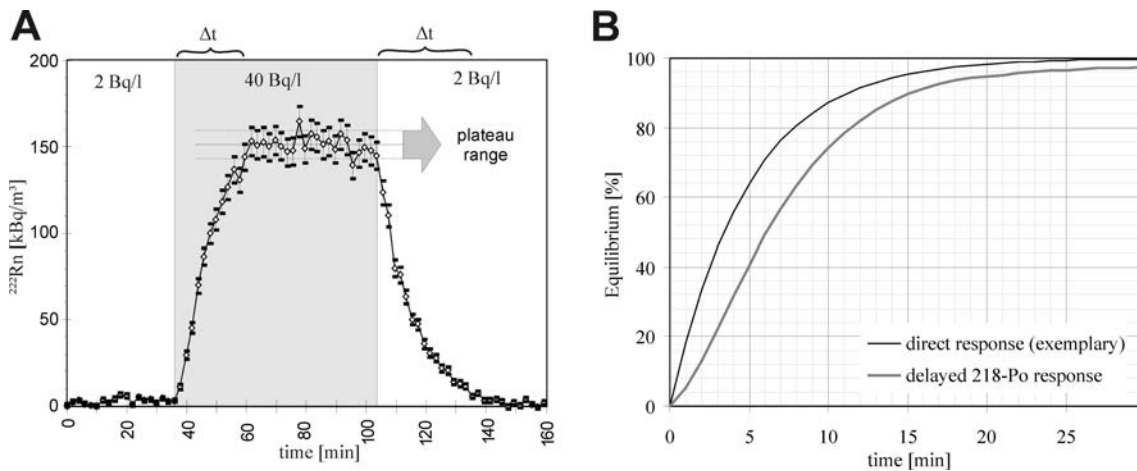 A
Δt
Δt
200
2 Bq/l
40 Bq/l
2 Bq/l
150
plateau
range
100
50
0
²²²Rn [kBq/m³]
0
20
40
60
80
100
120
140
160
time [min]
B
100
80
60
40
20
0
Equilibrium [%]
direct response (exemplary)
delayed 218-Po response
0
5
10
15
20
25
time [min]